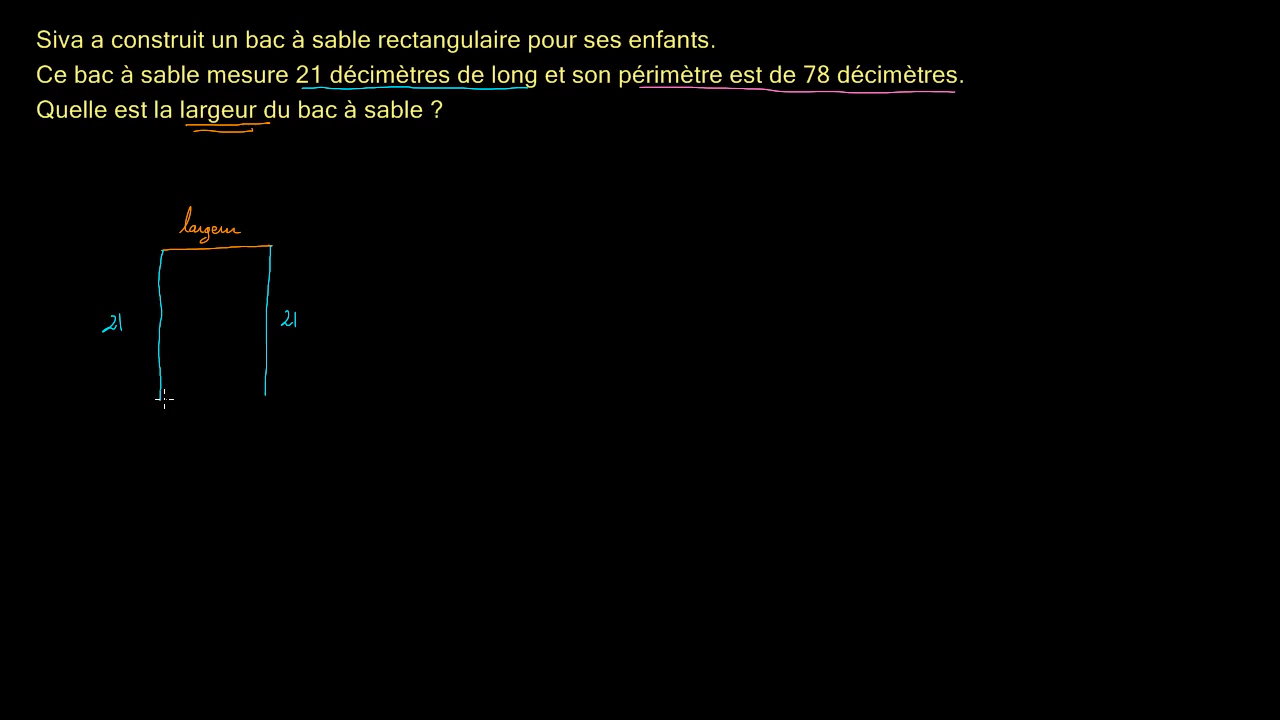 Siva a construit un bac à sable rectangulaire pour ses enfants.
Ce bac à sable mesure 21 décimètres de long et son périmètre est de 78 décimètres.
Quelle est la largeur du bac à sable ?
largeur
21
21